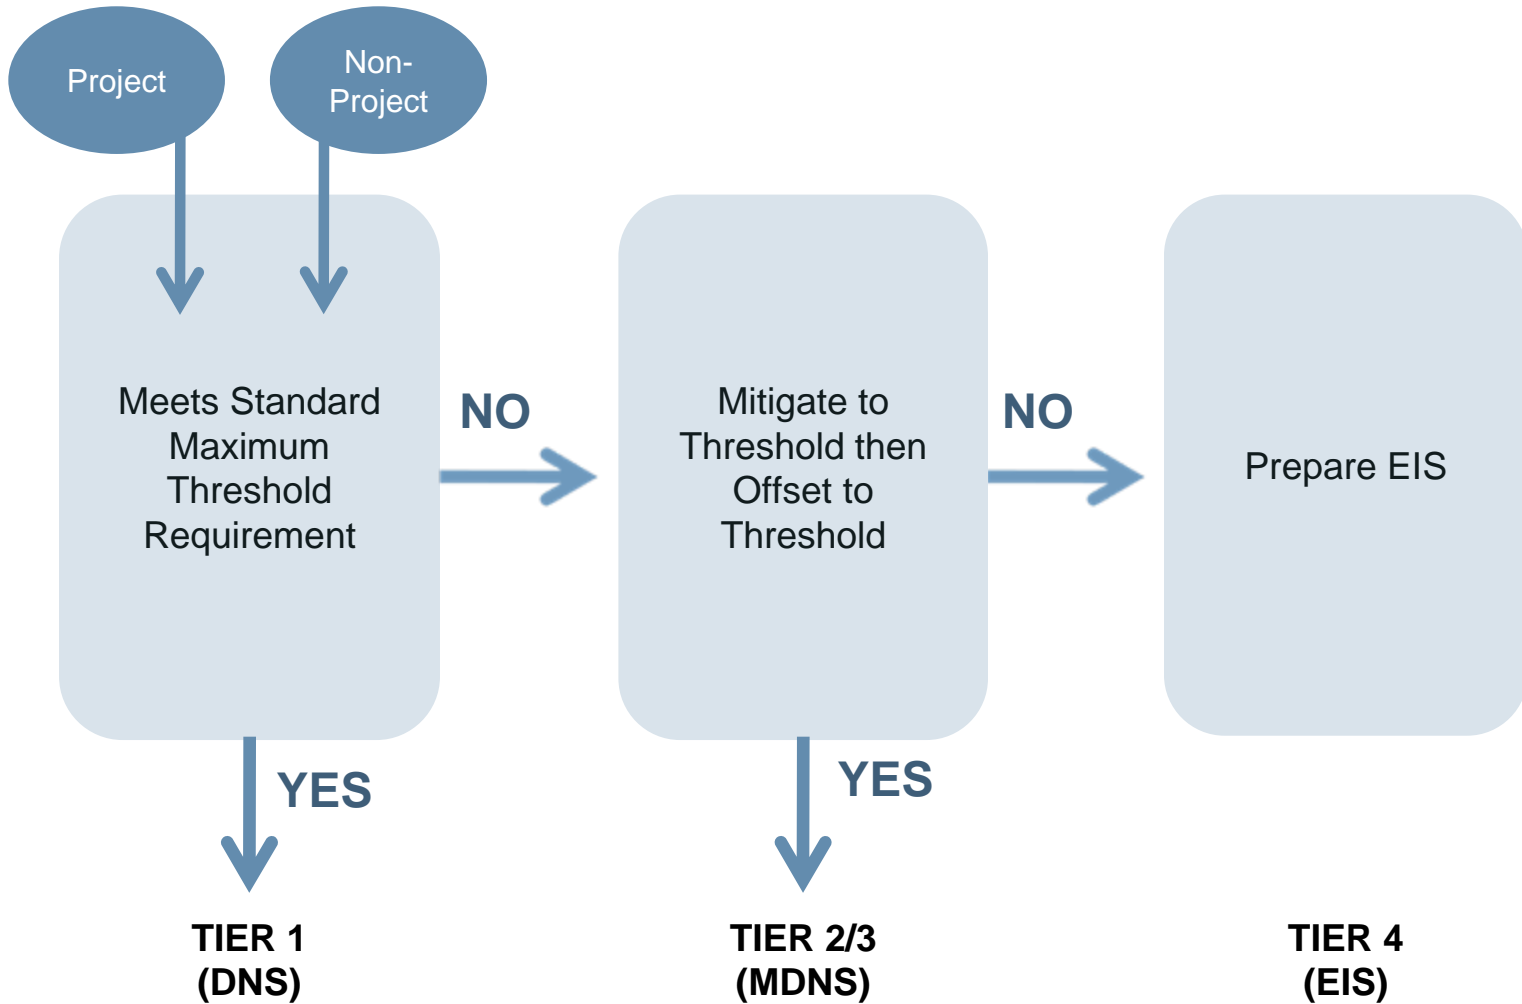 Project
Non-
Project
Meets Standard
Maximum
Threshold
Requirement
NO
Mitigate to
Threshold then
Offset to
Threshold
NO
Prepare EIS
YES
YES
TIER 1
(DNS)
TIER 2/3
(MDNS)
TIER 4
(EIS)